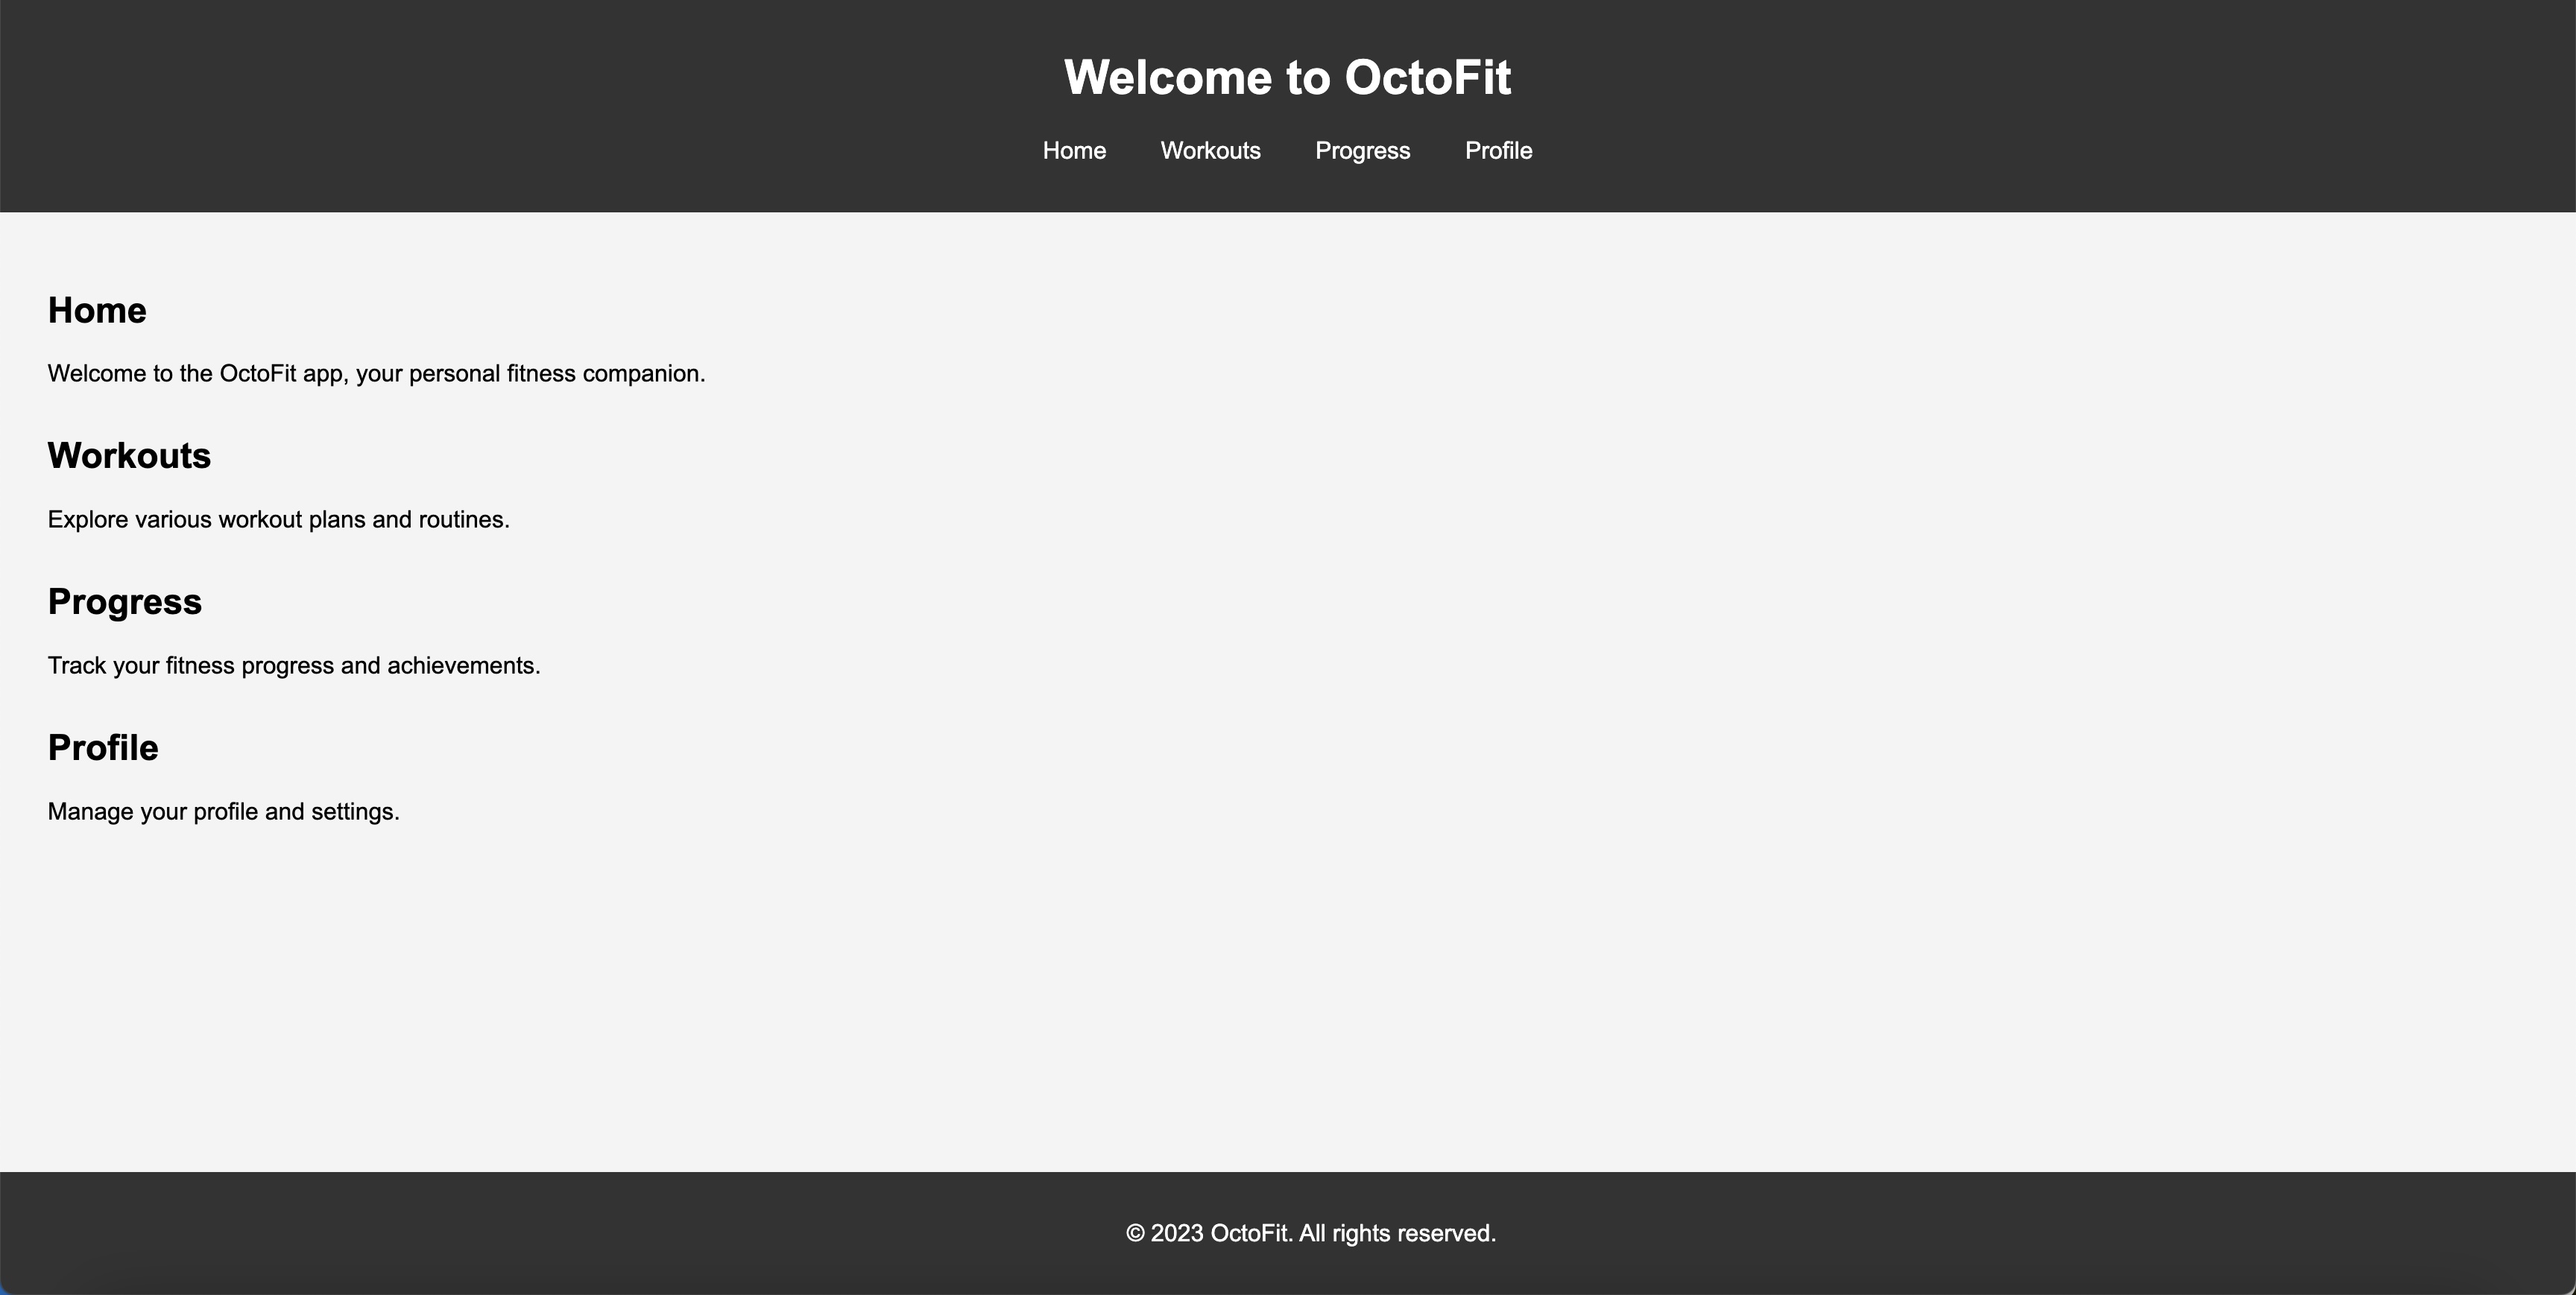 Welcome to OctoFit
Home Workouts Progress Profile
Home
Welcome to the OctoFit app, your personal fitness companion.
Workouts
Explore various workout plans and routines.
Progress
Track your fitness progress and achievements.
Profile
Manage your profile and settings.
© 2023 OctoFit. All rights reserved.